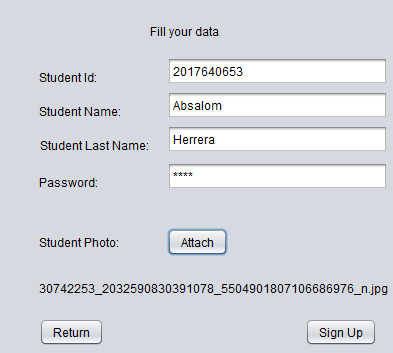 Fill your data
Student Id: 2017640653
Student Name: Absalom
Student Last Name: Herrera
Password: ****
Student Photo: Attach
30742253_2032590830391078_5504901807106686976_n.jpg
Return Sign Up